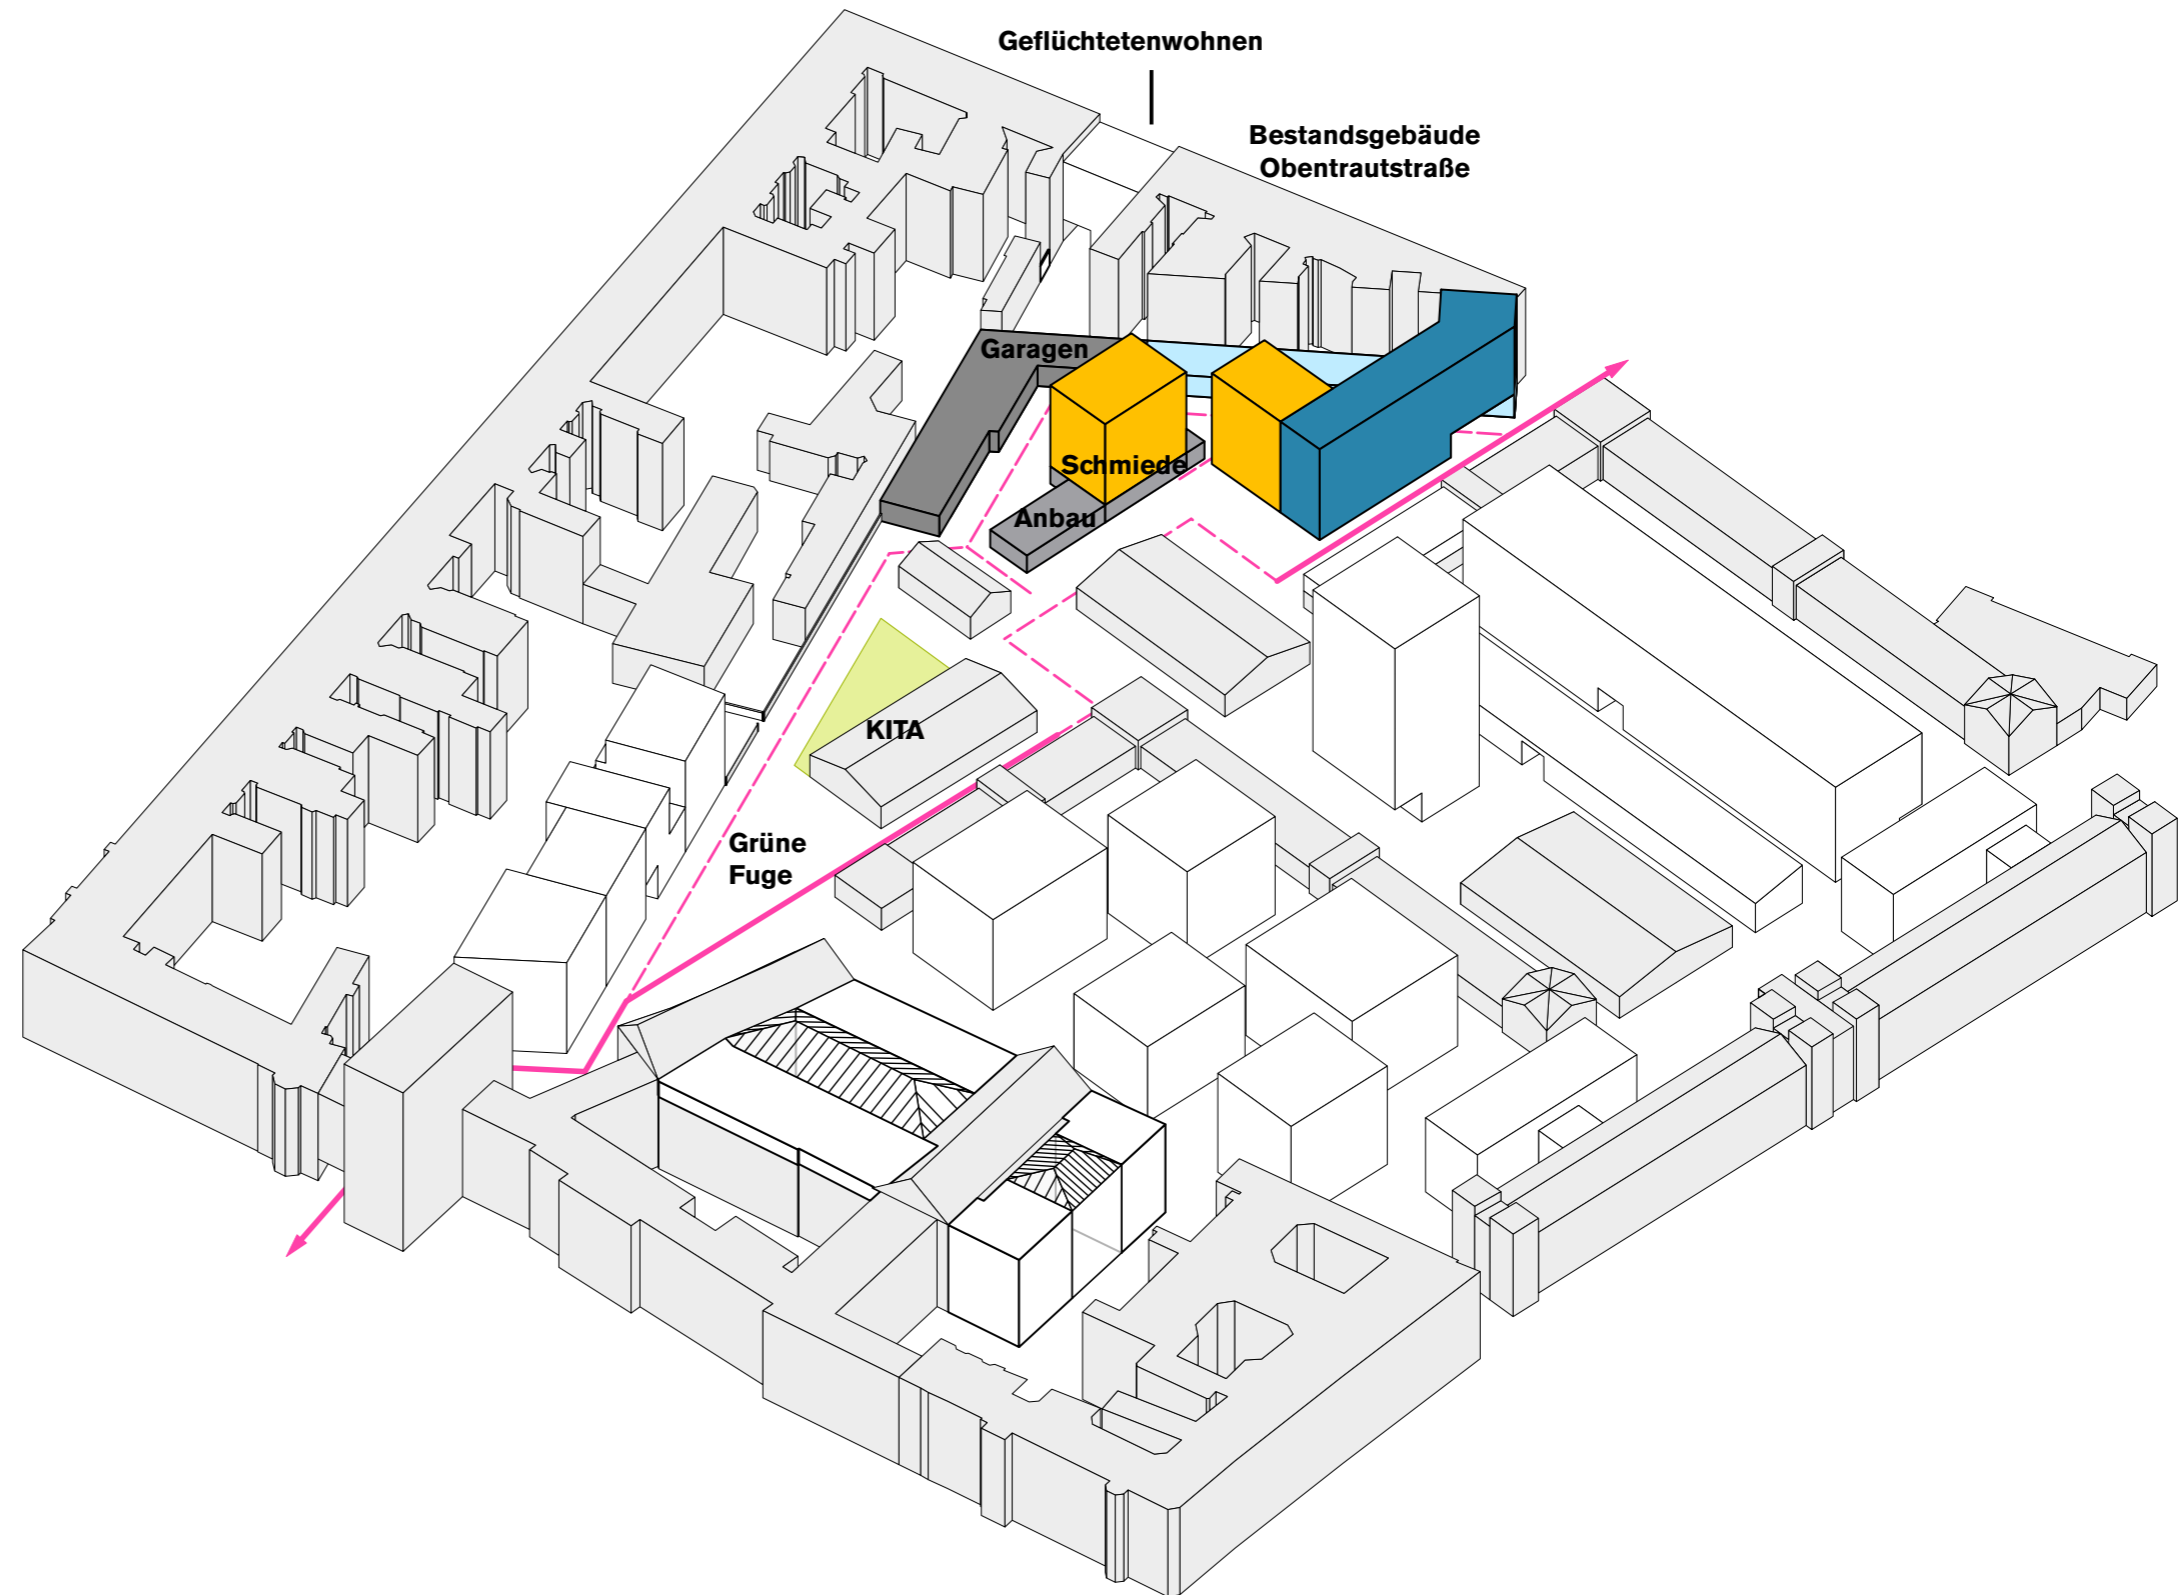 Geflüchtetenwohnen
Bestandsgebäude
Obentrautstraße
Garagen
Schmiede
Anbau
KITA
Grüne
Fuge